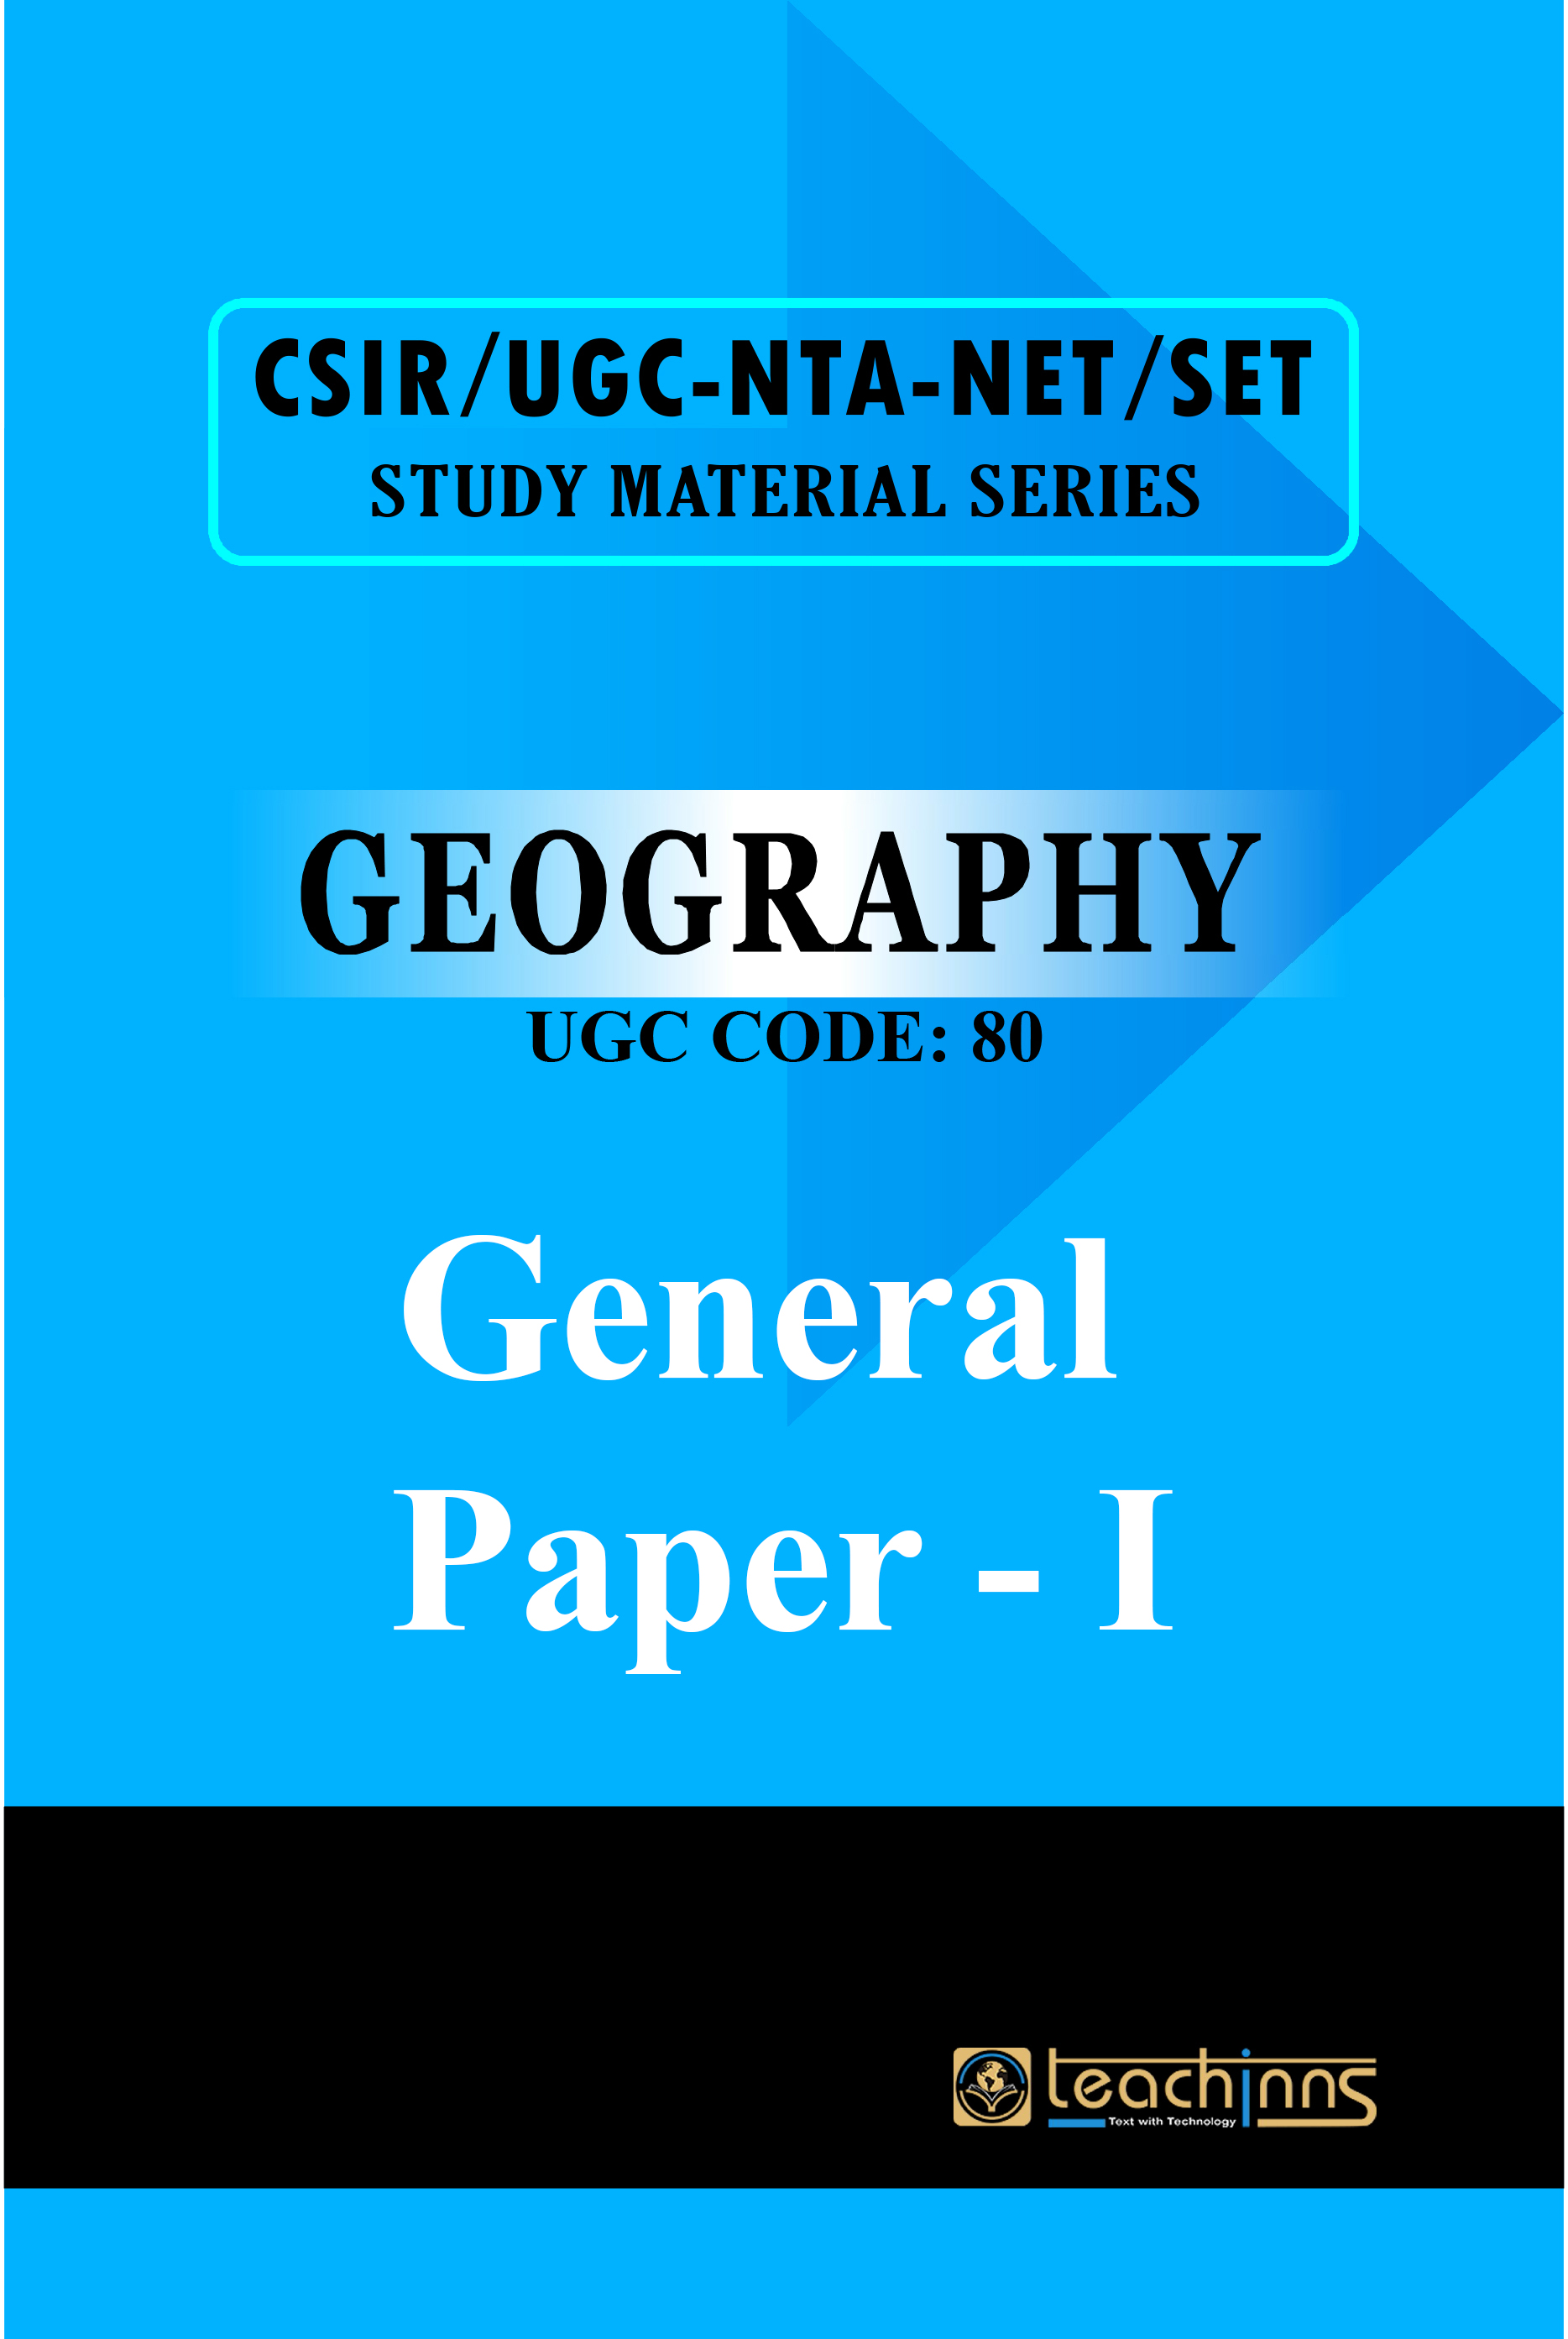 CSIR/UGC-NTA-NET/SET
STUDY MATERIAL SERIES
GEOGRAPHY
UGC CODE: 80
General
Paper - I
teachinns
Text with Technology